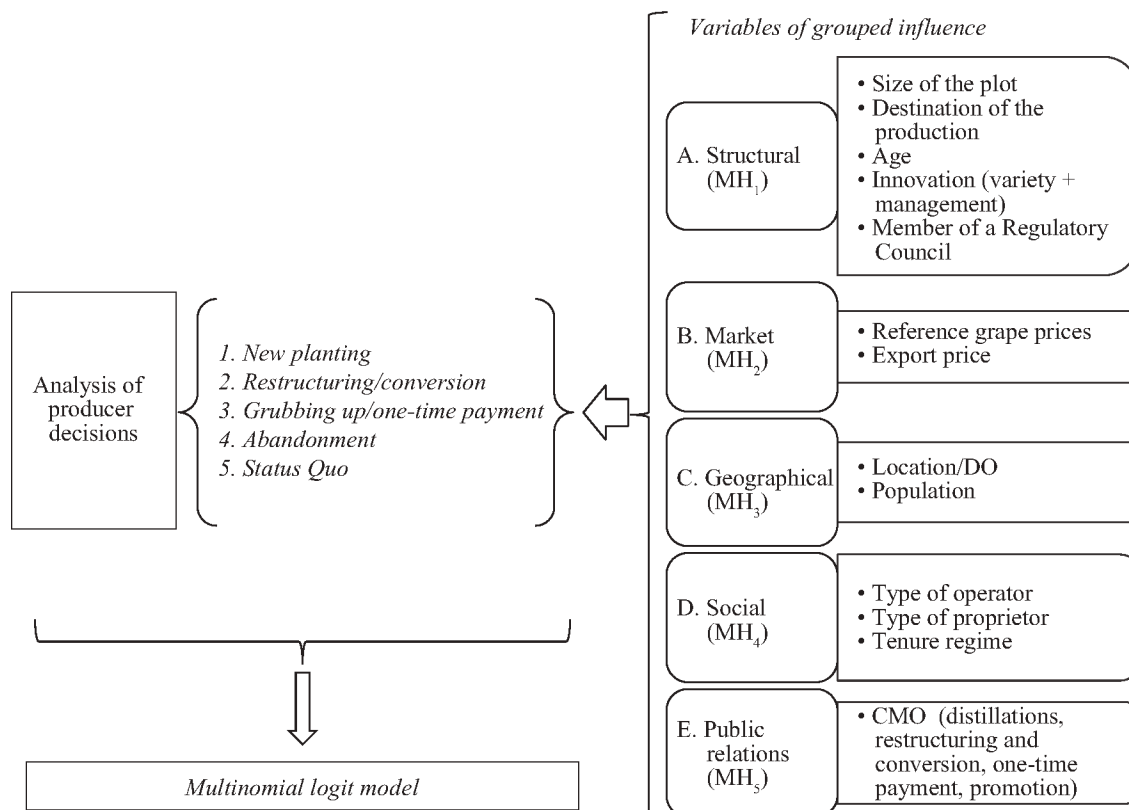 Variables of grouped influence
A. Structural
(MH₁)
• Size of the plot
• Destination of the
production
• Age
• Innovation (variety +
management)
• Member of a Regulatory
Council
B. Market
(MH₂)
• Reference grape prices
• Export price
C. Geographical
(MH₃)
• Location/DO
• Population
D. Social
(MH₄)
• Type of operator
• Type of proprietor
• Tenure regime
E. Public
relations
(MH₅)
• CMO (distillations,
restructuring and
conversion, one-time
payment, promotion)
Analysis of
producer
decisions
1. New planting
2. Restructuring/conversion
3. Grubbing up/one-time payment
4. Abandonment
5. Status Quo
Multinomial logit model